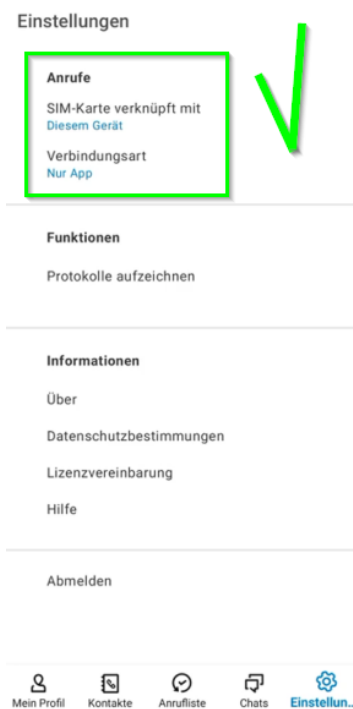 Einstellungen
Anrufe
SIM-Karte verknüpft mit
Diesem Gerät
Verbindungsart
Nur App
Funktionen
Protokolle aufzeichnen
Informationen
Über
Datenschutzbestimmungen
Lizenzvereinbarung
Hilfe
Abmelden
Mein Profil Kontakte Anrufliste Chats Einstellun...